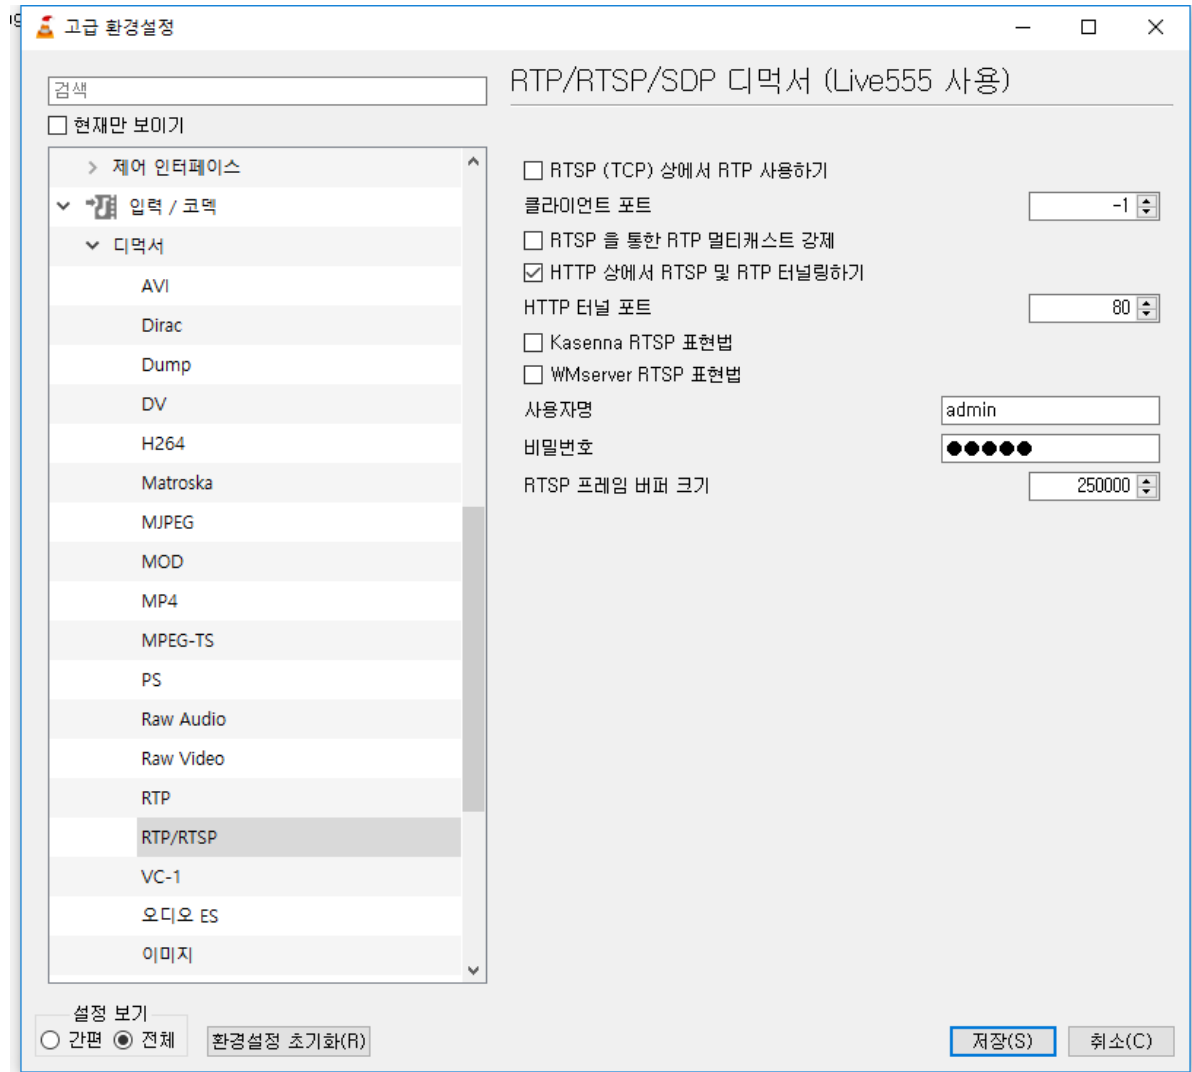 고급 환경설정
검색
현재만 보이기
제어 인터페이스
입력 / 코덱
디먹서
AVI
Dirac
Dump
DV
H264
Matroska
MJPEG
MOD
MP4
MPEG-TS
PS
Raw Audio
Raw Video
RTP
RTP/RTSP
VC-1
오디오 ES
이미지
설정 보기
간편 전체
환경설정 초기화(R)
RTP/RTSP/SDP 디먹서 (Live555 사용)
RTSP (TCP) 상에서 RTP 사용하기
클라이언트 포트 -1
RTSP 을 통한 RTP 멀티캐스트 강제
HTTP 상에서 RTSP 및 RTP 터널링하기
HTTP 터널 포트 80
Kasenna RTSP 표현법
WMserver RTSP 표현법
사용자명 admin
비밀번호 ●●●●●
RTSP 프레임 버퍼 크기 250000
저장(S) 취소(C)